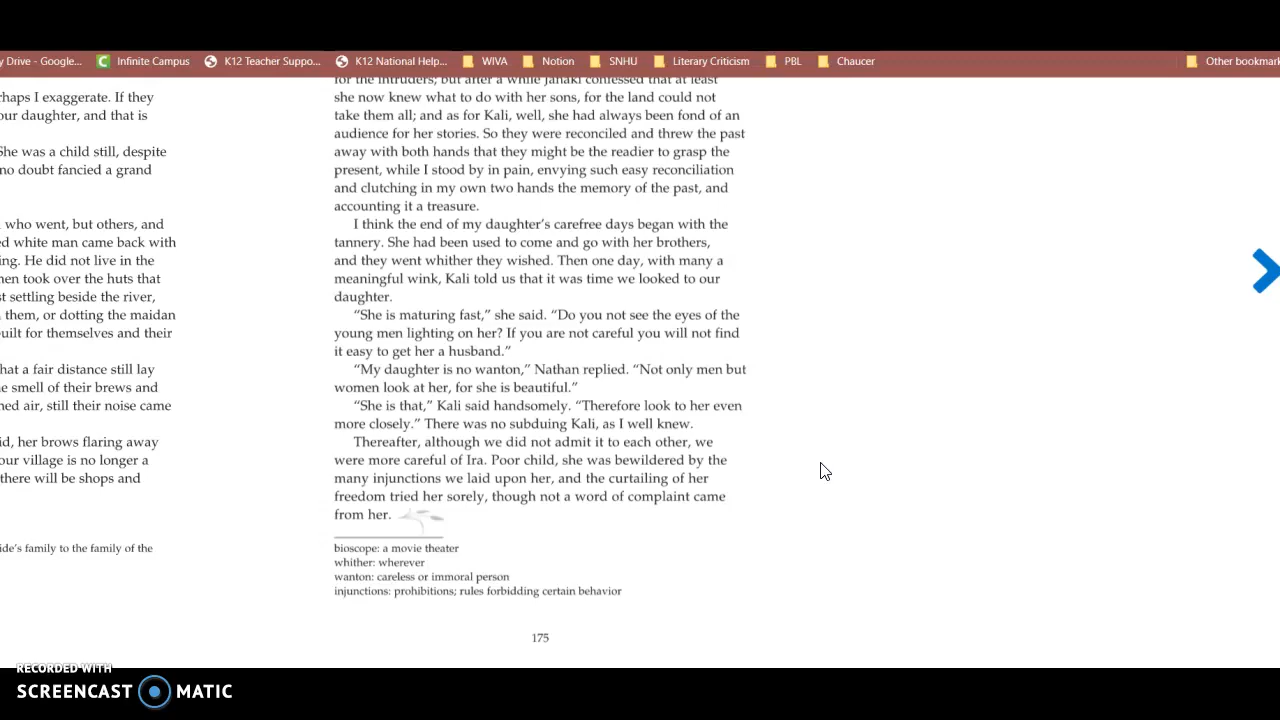 y Drive - Google... Infinite Campus K12 Teacher Suppo... K12 National Help... WIVA Notion SNHU Literary Criticism PBL Chaucer Other bookmar
rhaps I exaggerate. If they
our daughter, and that is
She was a child still, despite
no doubt fancied a grand
who went, but others, and
ed white man came back with
ing. He did not live in the
men took over the huts that
st settling beside the river,
them, or dotting the maidan
built for themselves and their
hat a fair distance still lay
e smell of their brews and
ned air, still their noise came
id, her brows flaring away
our village is no longer a
there will be shops and
ide's family to the family of the
for the intruders; but after a while Janaki confessed that at least
she now knew what to do with her sons, for the land could not
take them all; and as for Kali, well, she had always been fond of an
audience for her stories. So they were reconciled and threw the past
away with both hands that they might be the readier to grasp the
present, while I stood by in pain, envying such easy reconciliation
and clutching in my own two hands the memory of the past, and
accounting it a treasure.
I think the end of my daughter's carefree days began with the
tannery. She had been used to come and go with her brothers,
and they went whither they wished. Then one day, with many a
meaningful wink, Kali told us that it was time we looked to our
daughter.
“She is maturing fast,” she said. “Do you not see the eyes of the
young men lighting on her? If you are not careful you will not find
it easy to get her a husband.”
“My daughter is no wanton,” Nathan replied. “Not only men but
women look at her, for she is beautiful.”
“She is that,” Kali said handsomely. “Therefore look to her even
more closely.” There was no subduing Kali, as I well knew.
Thereafter, although we did not admit it to each other, we
were more careful of Ira. Poor child, she was bewildered by the
many injunctions we laid upon her, and the curtailing of her
freedom tried her sorely, though not a word of complaint came
from her.
bioscope: a movie theater
whither: wherever
wanton: careless or immoral person
injunctions: prohibitions; rules forbidding certain behavior
175
RECORDED WITH
SCREENCAST MATIC